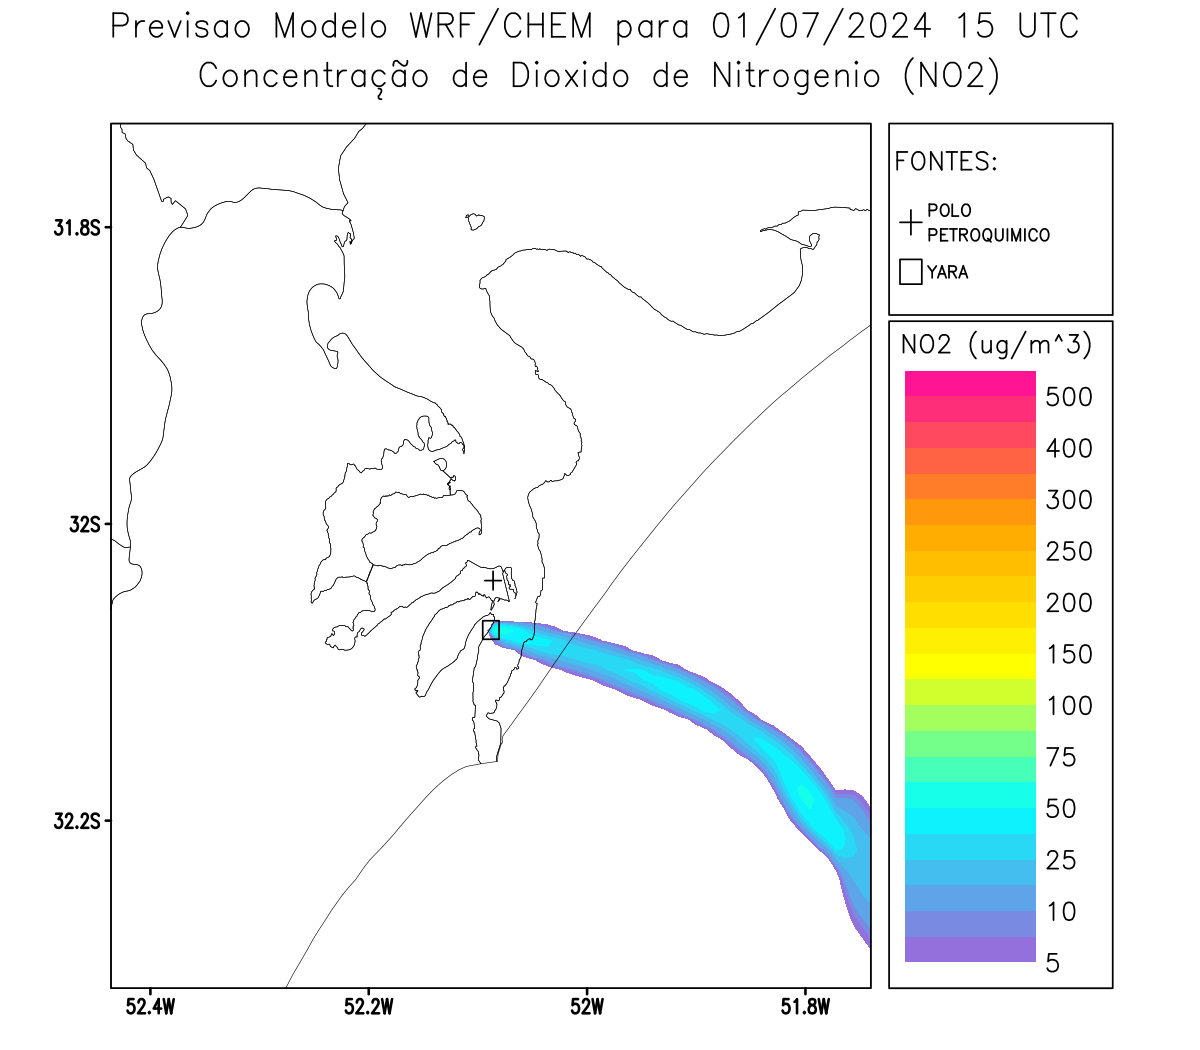 Previsao Modelo WRF/CHEM para 01/07/2024 15 UTC
Concentração de Dioxido de Nitrogenio (NO2)
FONTES:
POLO
PETROQUIMICO
YARA
NO2 (ug/m^3)
500
400
300
250
200
150
100
75
50
25
10
5
31.8S
32S
32.2S
52.4W
52.2W
52W
51.8W